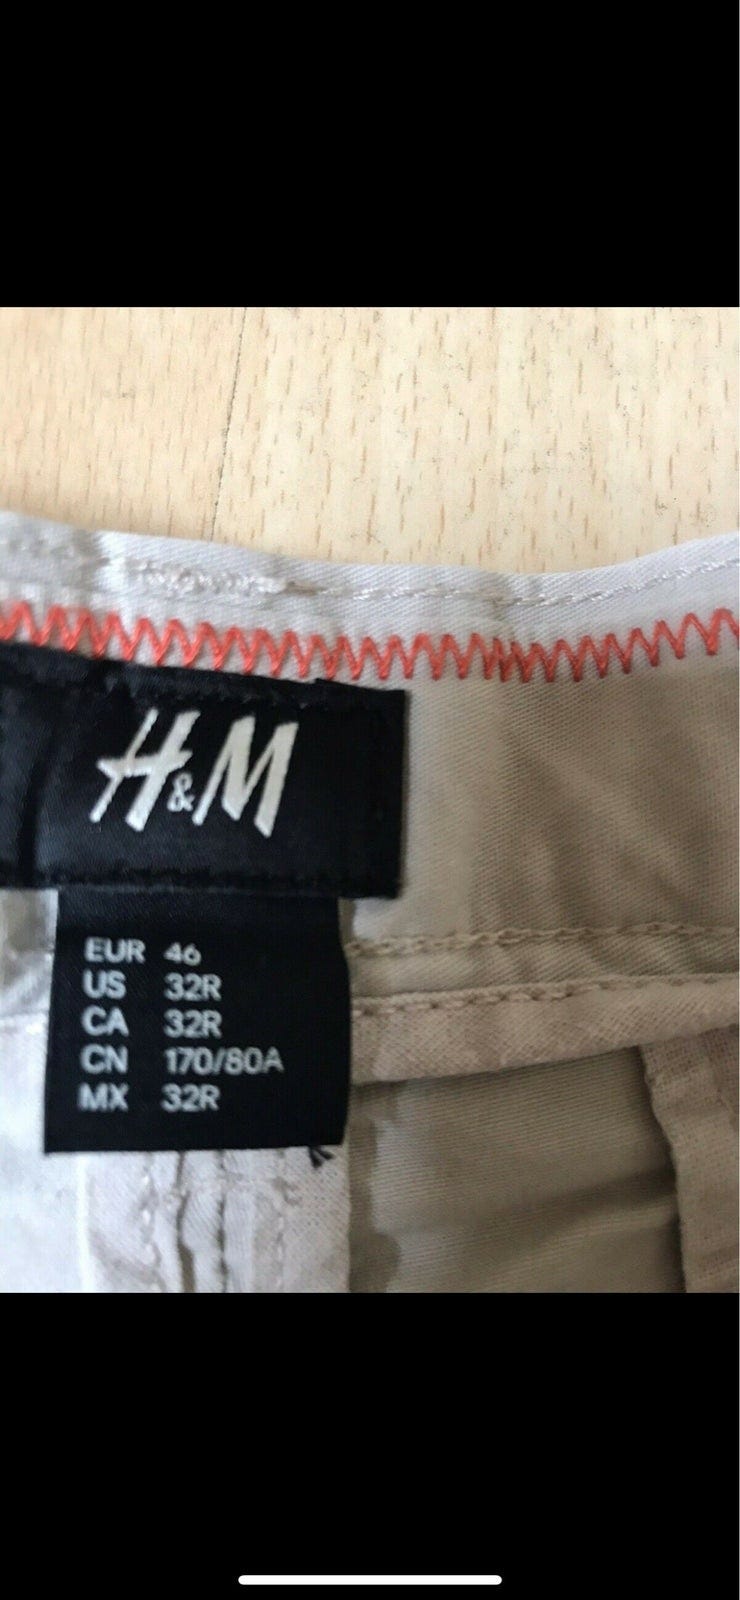 H&M
EUR 46
US 32R
CA 32R
CN 170/80A
MX 32R